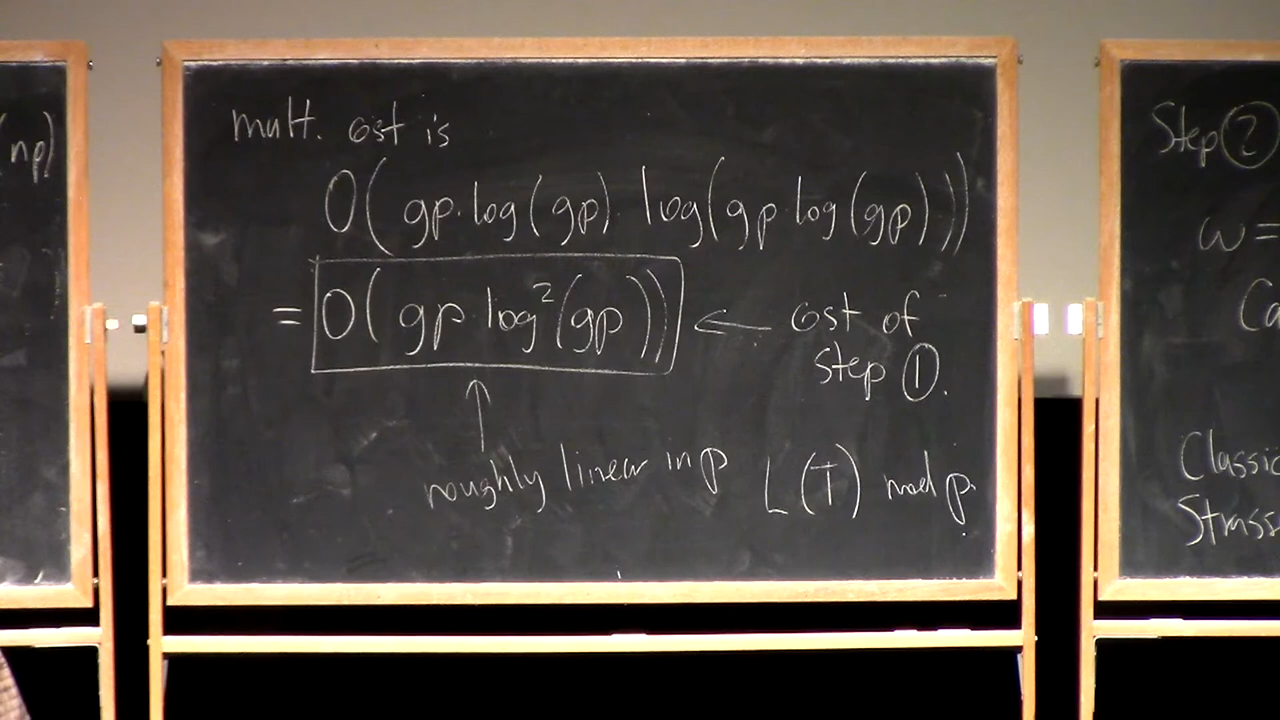 np)
mult. cost is
O( gp·log(gp)·log(gp·log(gp)))
= O( gp·log²(gp))) ← cost of
step ①.
↑
roughly linear in p L(T) mod p.
Step ②
ω =
Classic
Strass